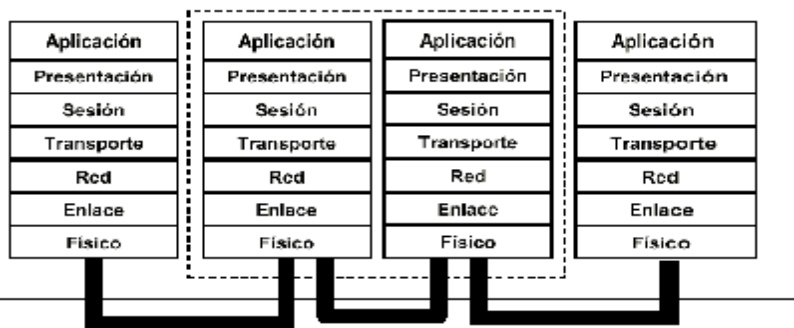 Aplicación
Presentación
Sesión
Transporte
Red
Enlace
Físico
Aplicación
Presentación
Sesión
Transporte
Red
Enlace
Físico
Aplicación
Presentación
Sesión
Transporte
Red
Enlace
Físico
Aplicación
Presentación
Sesión
Transporte
Red
Enlace
Físico